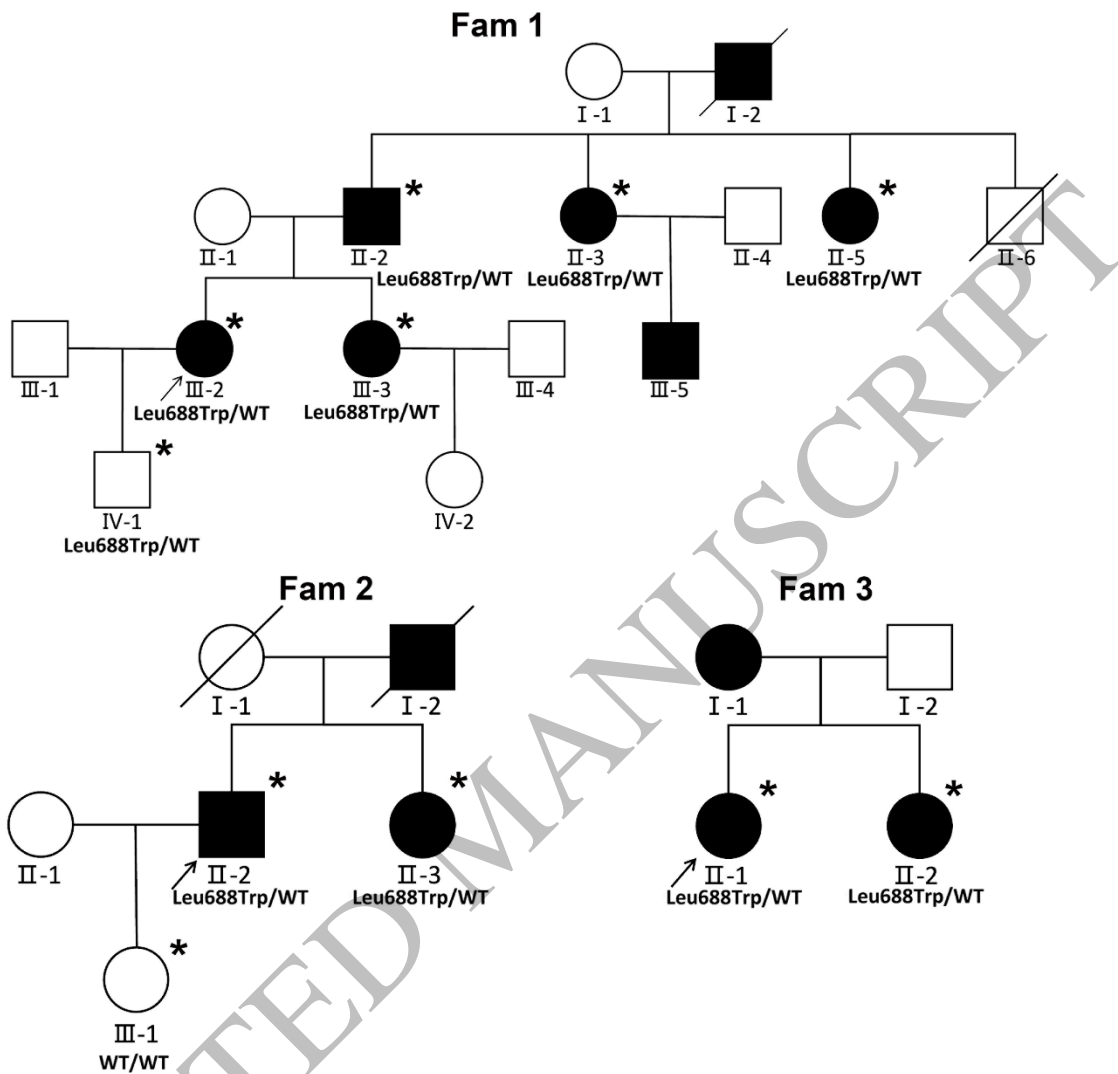 Fam 1
Ⅰ-1
Ⅰ-2
*
*
*
Ⅱ-1
Ⅱ-2
Ⅱ-3
Ⅱ-4
Ⅱ-5
Ⅱ-6
Leu688Trp/WT
Leu688Trp/WT
Leu688Trp/WT
*
*
Ⅲ-1
Ⅲ-2
Ⅲ-3
Ⅲ-4
Ⅲ-5
Leu688Trp/WT
Leu688Trp/WT
*
Ⅳ-1
Ⅳ-2
Leu688Trp/WT
Fam 2
Ⅰ-1
Ⅰ-2
*
*
Ⅱ-1
Ⅱ-2
Ⅱ-3
Leu688Trp/WT
Leu688Trp/WT
*
Ⅲ-1
WT/WT
Fam 3
Ⅰ-1
Ⅰ-2
*
*
Ⅱ-1
Ⅱ-2
Leu688Trp/WT
Leu688Trp/WT
TED MANUSCRIPT